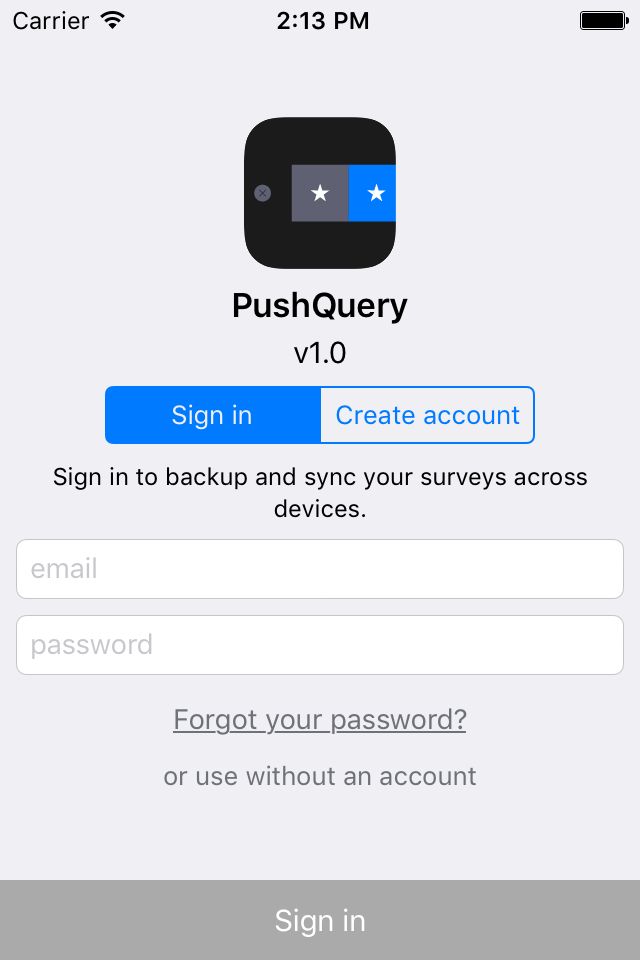 Carrier 2:13 PM
PushQuery
v1.0
Sign in Create account
Sign in to backup and sync your surveys across
devices.
email
password
Forgot your password?
or use without an account
Sign in